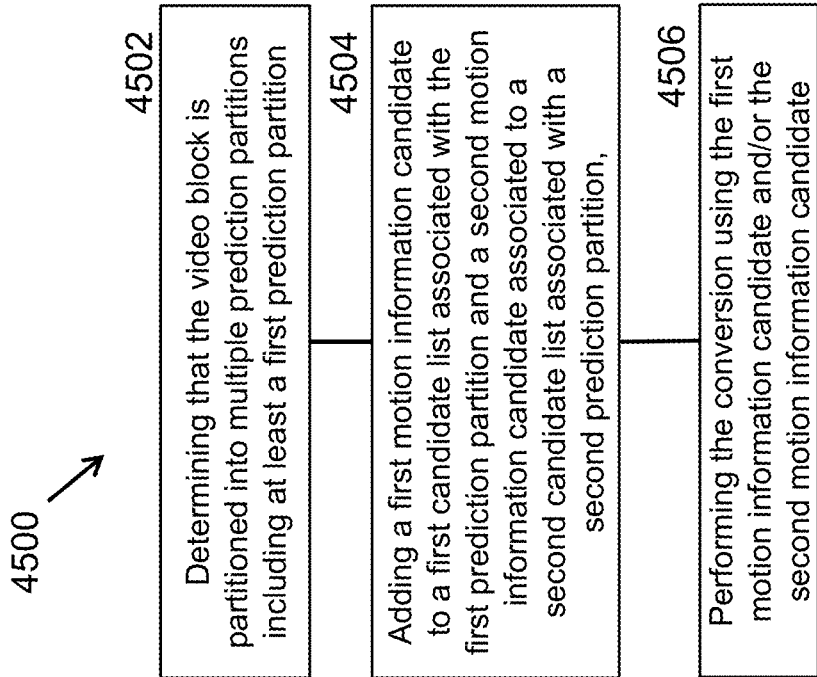 4500
4502
Determining that the video block is
partitioned into multiple prediction partitions
including at least a first prediction partition
4504
Adding a first motion information candidate
to a first candidate list associated with the
first prediction partition and a second motion
information candidate associated to a
second candidate list associated with a
second prediction partition,
4506
Performing the conversion using the first
motion information candidate and/or the
second motion information candidate